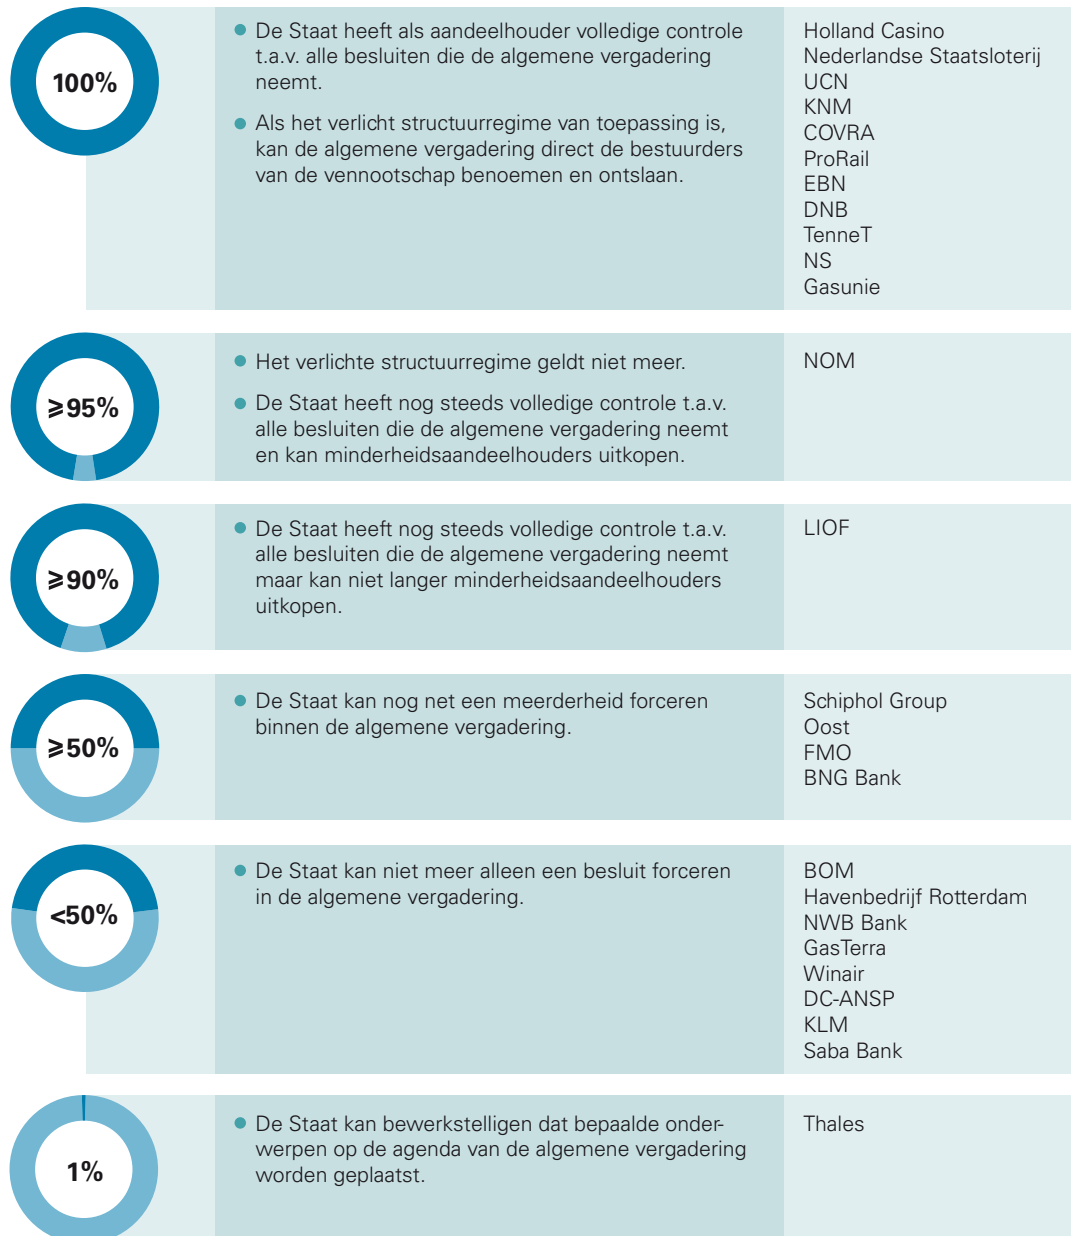 100%
De Staat heeft als aandeelhouder volledige controle
t.a.v. alle besluiten die de algemene vergadering
neemt.
Als het verlicht structuurregime van toepassing is,
kan de algemene vergadering direct de bestuurders
van de vennootschap benoemen en ontslaan.
Holland Casino
Nederlandse Staatsloterij
UCN
KNM
COVRA
ProRail
EBN
DNB
TenneT
NS
Gasunie
⩾95%
Het verlichte structuurregime geldt niet meer.
De Staat heeft nog steeds volledige controle t.a.v.
alle besluiten die de algemene vergadering neemt
en kan minderheidsaandeelhouders uitkopen.
NOM
⩾90%
De Staat heeft nog steeds volledige controle t.a.v.
alle besluiten die de algemene vergadering neemt
maar kan niet langer minderheidsaandeelhouders
uitkopen.
LIOF
⩾50%
De Staat kan nog net een meerderheid forceren
binnen de algemene vergadering.
Schiphol Group
Oost
FMO
BNG Bank
<50%
De Staat kan niet meer alleen een besluit forceren
in de algemene vergadering.
BOM
Havenbedrijf Rotterdam
NWB Bank
GasTerra
Winair
DC-ANSP
KLM
Saba Bank
1%
De Staat kan bewerkstelligen dat bepaalde onder-
werpen op de agenda van de algemene vergadering
worden geplaatst.
Thales